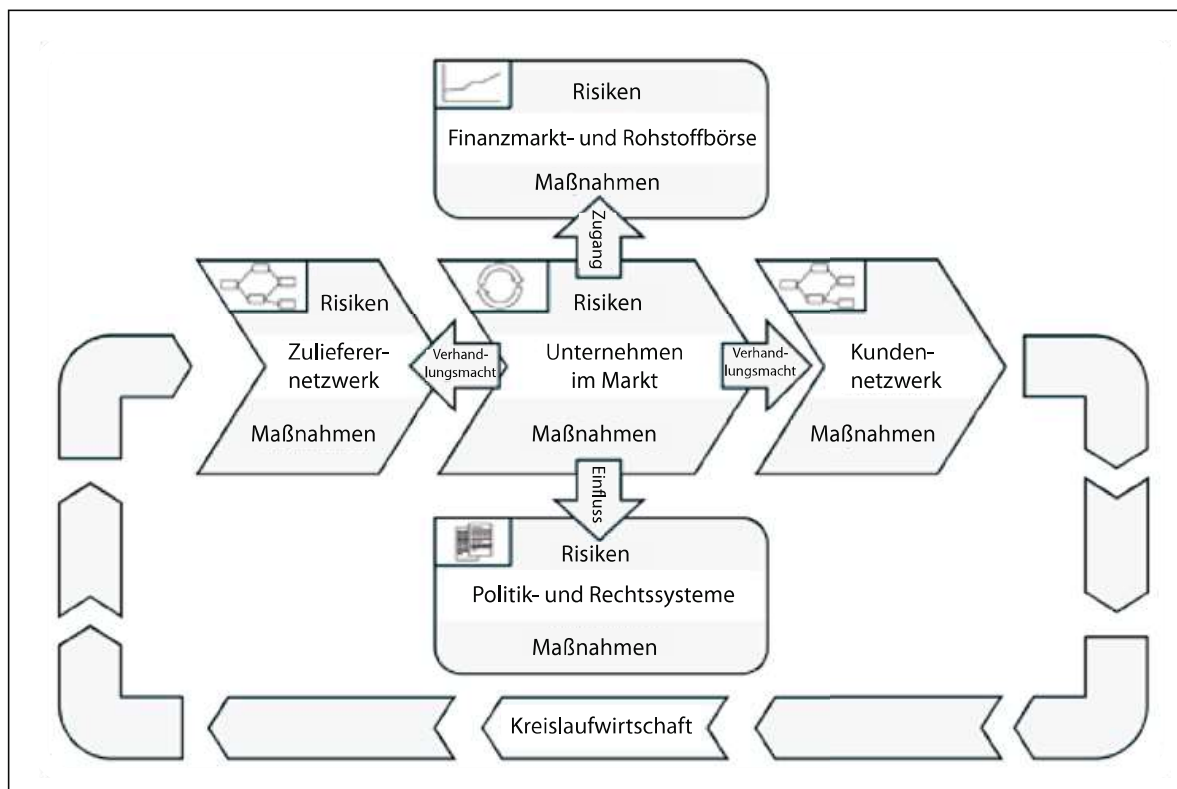 Risiken
Finanzmarkt- und Rohstoffbörse
Maßnahmen
Zugang
Risiken
Zulieferer-
netzwerk
Maßnahmen
Verhand-
lungsmacht
Risiken
Unternehmen
im Markt
Maßnahmen
Verhand-
lungsmacht
Kunden-
netzwerk
Maßnahmen
Einfluss
Risiken
Politik- und Rechtssysteme
Maßnahmen
Kreislaufwirtschaft